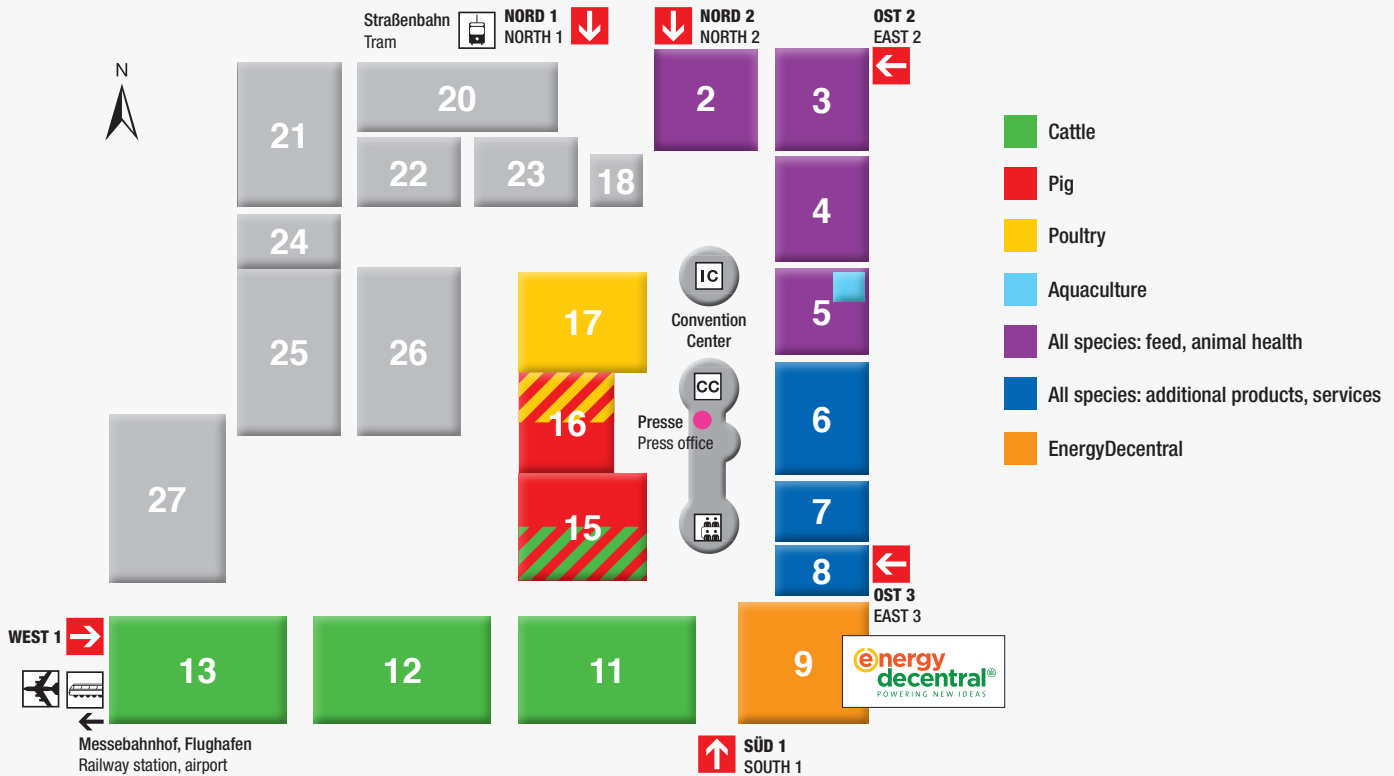 Straßenbahn
Tram
NORD 1
NORTH 1
NORD 2
NORTH 2
OST 2
EAST 2
N
21
20
22
23
18
2
3
4
24
25
26
17
IC
Convention
Center
5
CC
16
Presse
Press office
6
27
15
7
8
OST 3
EAST 3
WEST 1
13
12
11
9
energy
decentral®
POWERING NEW IDEAS
Messebahnhof, Flughafen
Railway station, airport
SÜD 1
SOUTH 1
Cattle
Pig
Poultry
Aquaculture
All species: feed, animal health
All species: additional products, services
EnergyDecentral